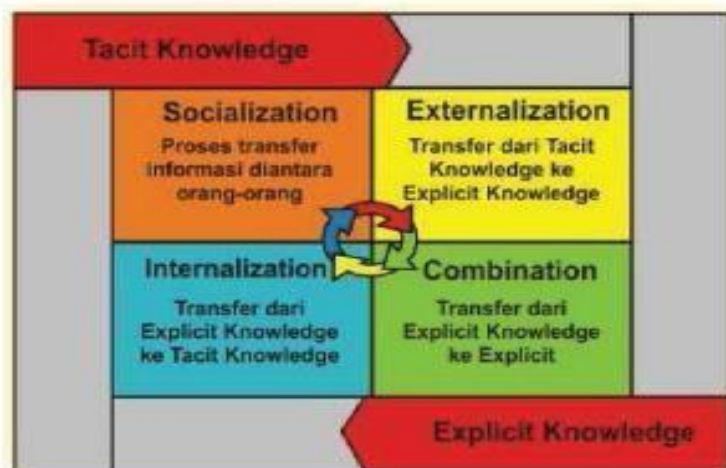 Tacit Knowledge
Socialization
Proses transfer
informasi diantara
orang-orang
Externalization
Transfer dari Tacit
Knowledge ke
Explicit Knowledge
Internalization
Transfer dari
Explicit Knowledge
ke Tacit Knowledge
Combination
Transfer dari
Explicit Knowledge
ke Explicit
Explicit Knowledge